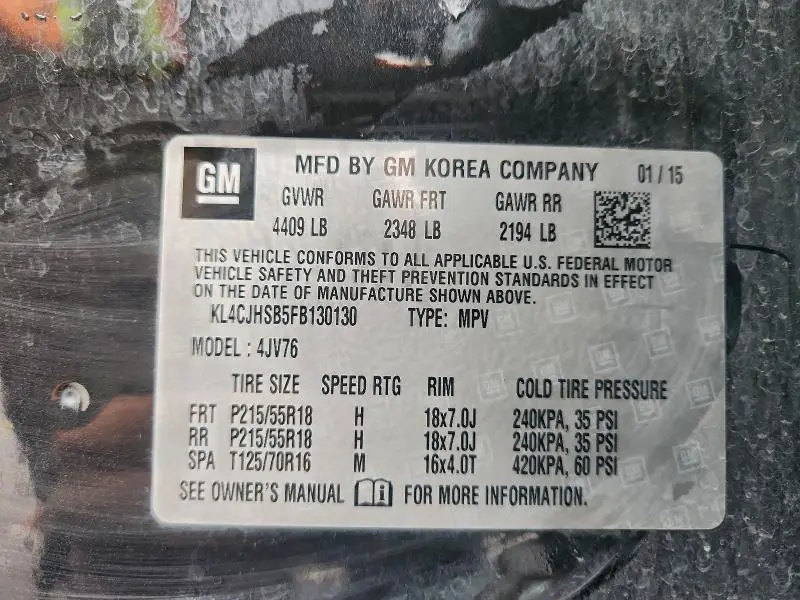 GM MFD BY GM KOREA COMPANY 01 / 15
GVWR GAWR FRT GAWR RR
4409 LB 2348 LB 2194 LB
THIS VEHICLE CONFORMS TO ALL APPLICABLE U.S. FEDERAL MOTOR
VEHICLE SAFETY AND THEFT PREVENTION STANDARDS IN EFFECT
ON THE DATE OF MANUFACTURE SHOWN ABOVE.
KL4CJHSB5FB130130 TYPE: MPV
MODEL : 4JV76
TIRE SIZE SPEED RTG RIM COLD TIRE PRESSURE
FRT P215/55R18 H 18x7.0J 240KPA, 35 PSI
RR P215/55R18 H 18x7.0J 240KPA, 35 PSI
SPA T125/70R16 M 16x4.0T 420KPA, 60 PSI
SEE OWNER'S MANUAL FOR MORE INFORMATION.